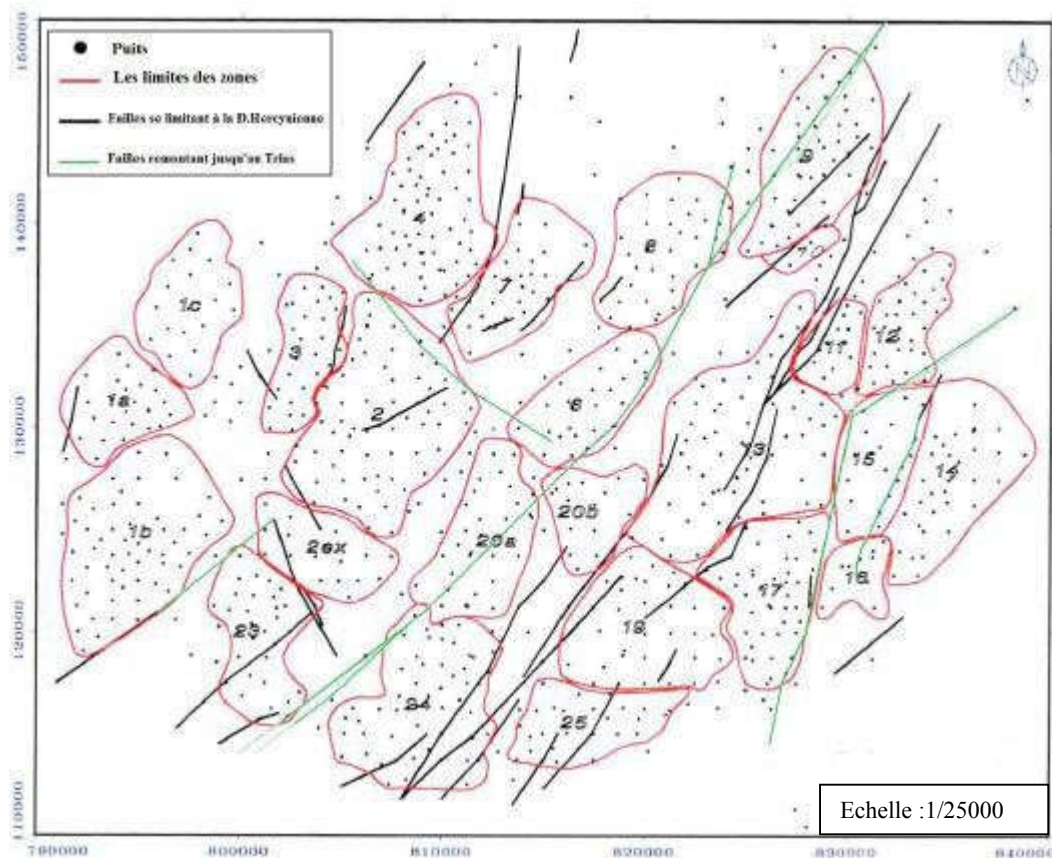 Puits
Les limites des zones
Failles se limitant à la D.Hercynienne
Failles remontant jusqu'au Trias
N
150000
140000
130000
120000
110000
790000
800000
810000
820000
830000
840000
4
9
7
8
10
1c
3
11
12
1a
2
6
13
15
14
1b
20b
2ex
20a
16
17
23
19
24
25
Echelle :1/25000